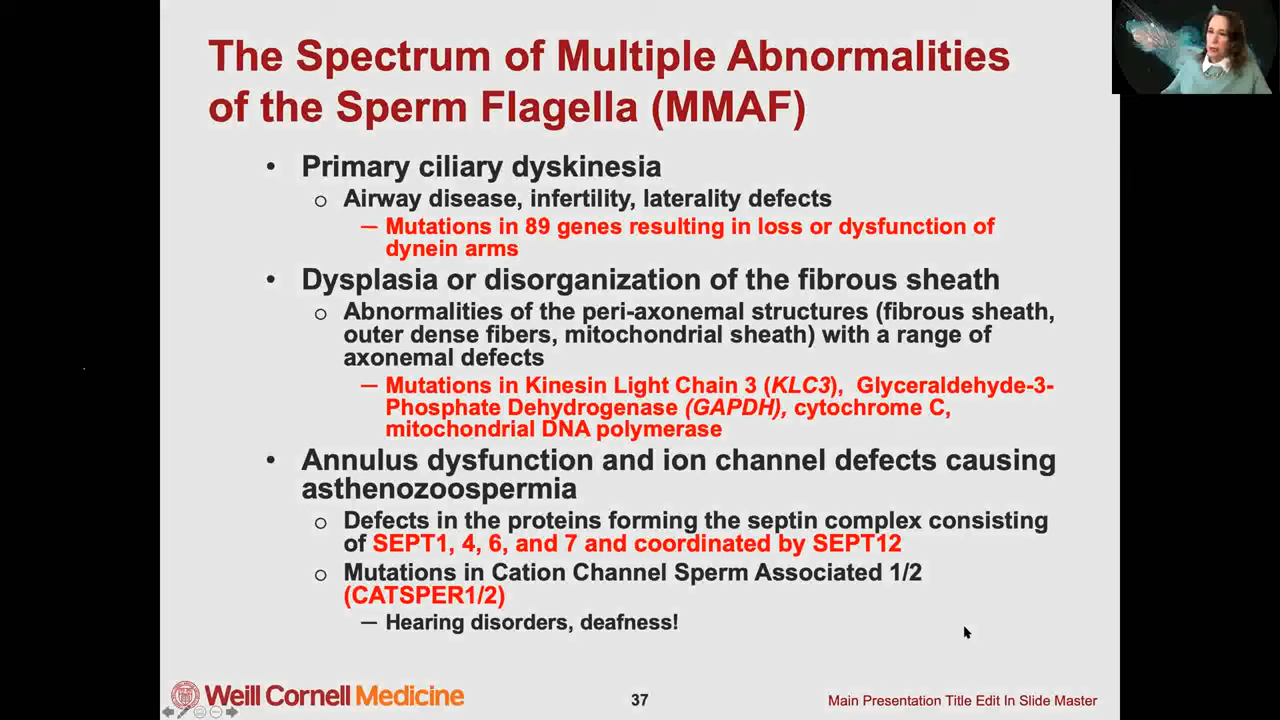 The Spectrum of Multiple Abnormalities
of the Sperm Flagella (MMAF)
• Primary ciliary dyskinesia
o Airway disease, infertility, laterality defects
— Mutations in 89 genes resulting in loss or dysfunction of
dynein arms
• Dysplasia or disorganization of the fibrous sheath
o Abnormalities of the peri-axonemal structures (fibrous sheath,
outer dense fibers, mitochondrial sheath) with a range of
axonemal defects
— Mutations in Kinesin Light Chain 3 (KLC3), Glyceraldehyde-3-
Phosphate Dehydrogenase (GAPDH), cytochrome C,
mitochondrial DNA polymerase
• Annulus dysfunction and ion channel defects causing
asthenozoospermia
o Defects in the proteins forming the septin complex consisting
of SEPT1, 4, 6, and 7 and coordinated by SEPT12
o Mutations in Cation Channel Sperm Associated 1/2
(CATSPER1/2)
— Hearing disorders, deafness!
Weill Cornell Medicine
37
Main Presentation Title Edit In Slide Master